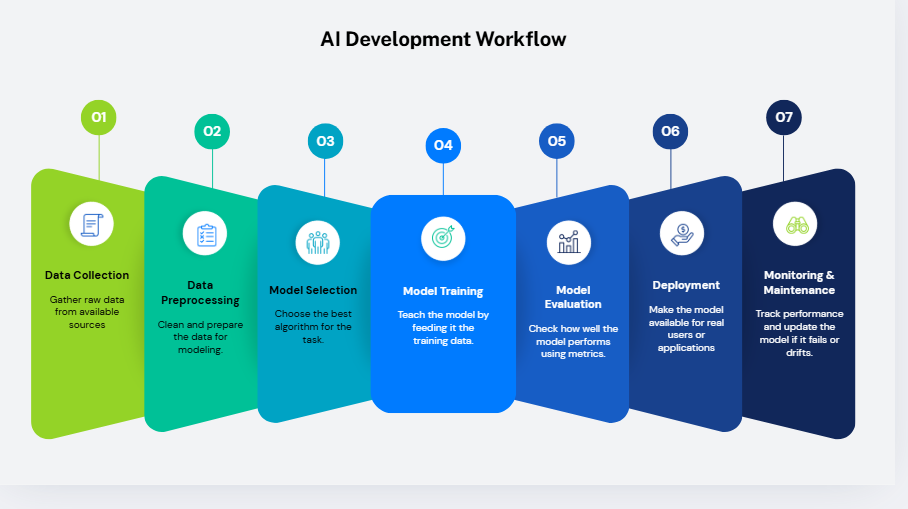 AI Development Workflow
01
02
03
04
05
06
07
Data Collection
Gather raw data
from available
sources
Data
Preprocessing
Clean and prepare
the data for
modeling.
Model Selection
Choose the best
algorithm for the
task.
Model Training
Teach the model by
feeding it the
training data.
Model
Evaluation
Check how well the
model performs
using metrics.
Deployment
Make the model
available for real
users or
applications
Monitoring &
Maintenance
Track performance
and update the
model if it fails or
drifts.